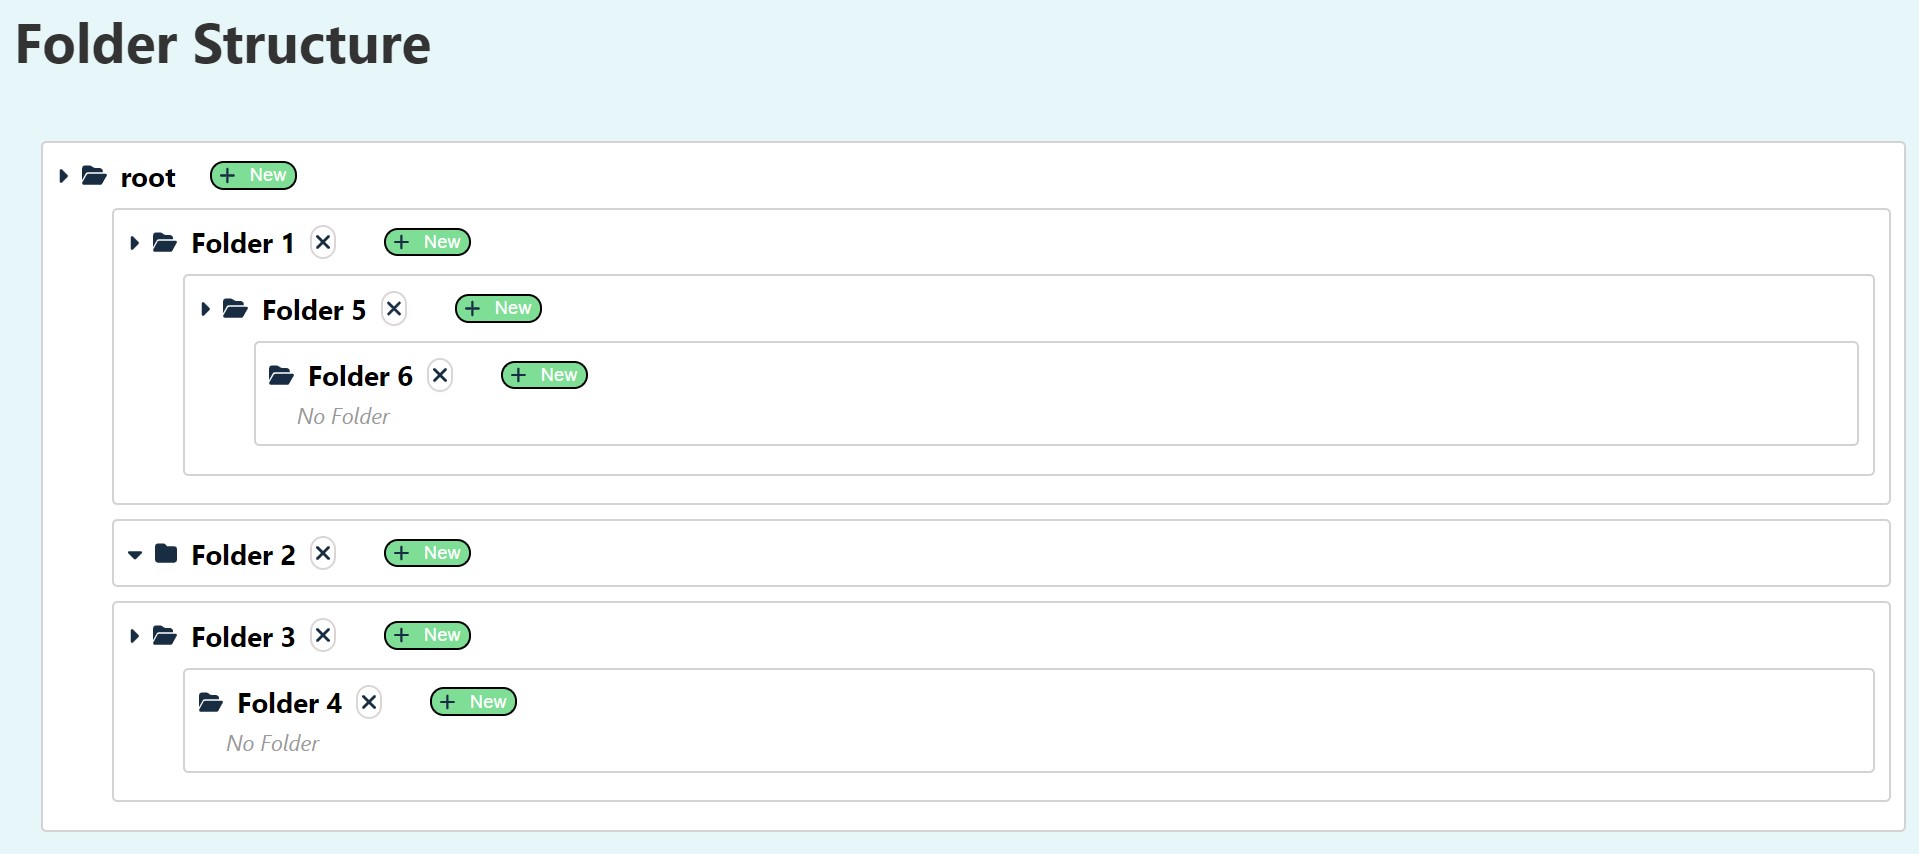 Folder Structure
root + New
Folder 1 × + New
Folder 5 × + New
Folder 6 × + New
No Folder
Folder 2 × + New
Folder 3 × + New
Folder 4 × + New
No Folder